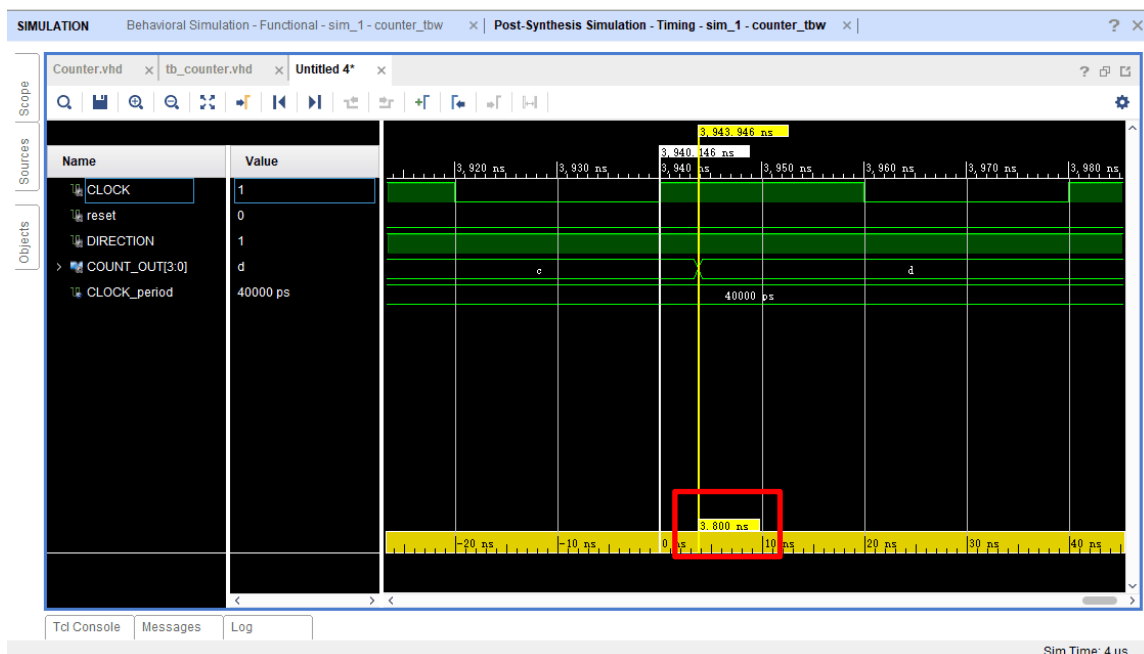 SIMULATION Behavioral Simulation - Functional - sim_1 - counter_tbw × Post-Synthesis Simulation - Timing - sim_1 - counter_tbw × ? ×
Counter.vhd × tb_counter.vhd × Untitled 4* × ?
Scope
Sources
Objects
3,943.946 ns
3,940.146 ns
Name Value
3,920 ns 3,930 ns 3,940 ns 3,950 ns 3,960 ns 3,970 ns 3,980 ns
CLOCK 1
reset 0
DIRECTION 1
> COUNT_OUT[3:0] d c d
CLOCK_period 40000 ps 40000 ps
3.800 ns
-20 ns -10 ns 0 ns 10 ns 20 ns 30 ns 40 ns
Tcl Console Messages Log
Sim Time: 4 us